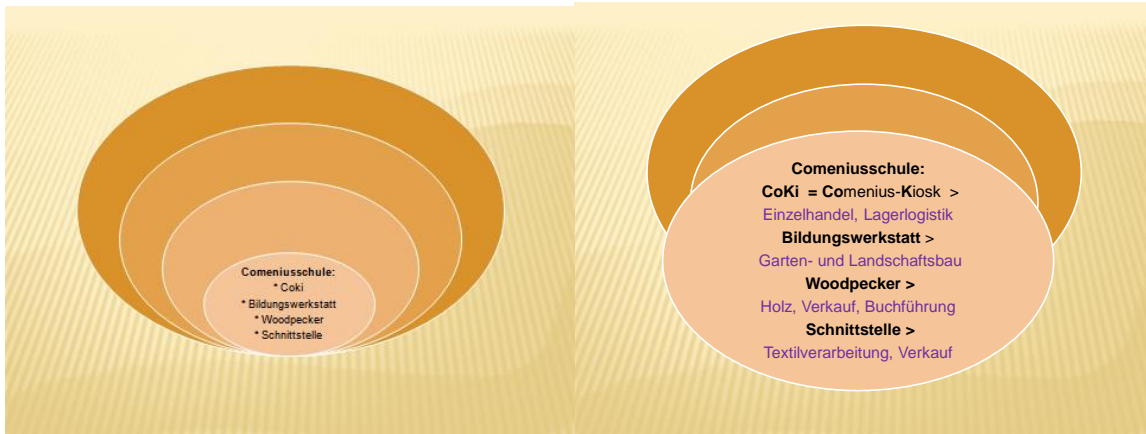 Comeniusschule:
* Coki
* Bildungswerkstatt
* Woodpecker
* Schnittstelle
Comeniusschule:
CoKi = Comenius-Kiosk >
Einzelhandel, Lagerlogistik
Bildungswerkstatt >
Garten- und Landschaftsbau
Woodpecker >
Holz, Verkauf, Buchführung
Schnittstelle >
Textilverarbeitung, Verkauf